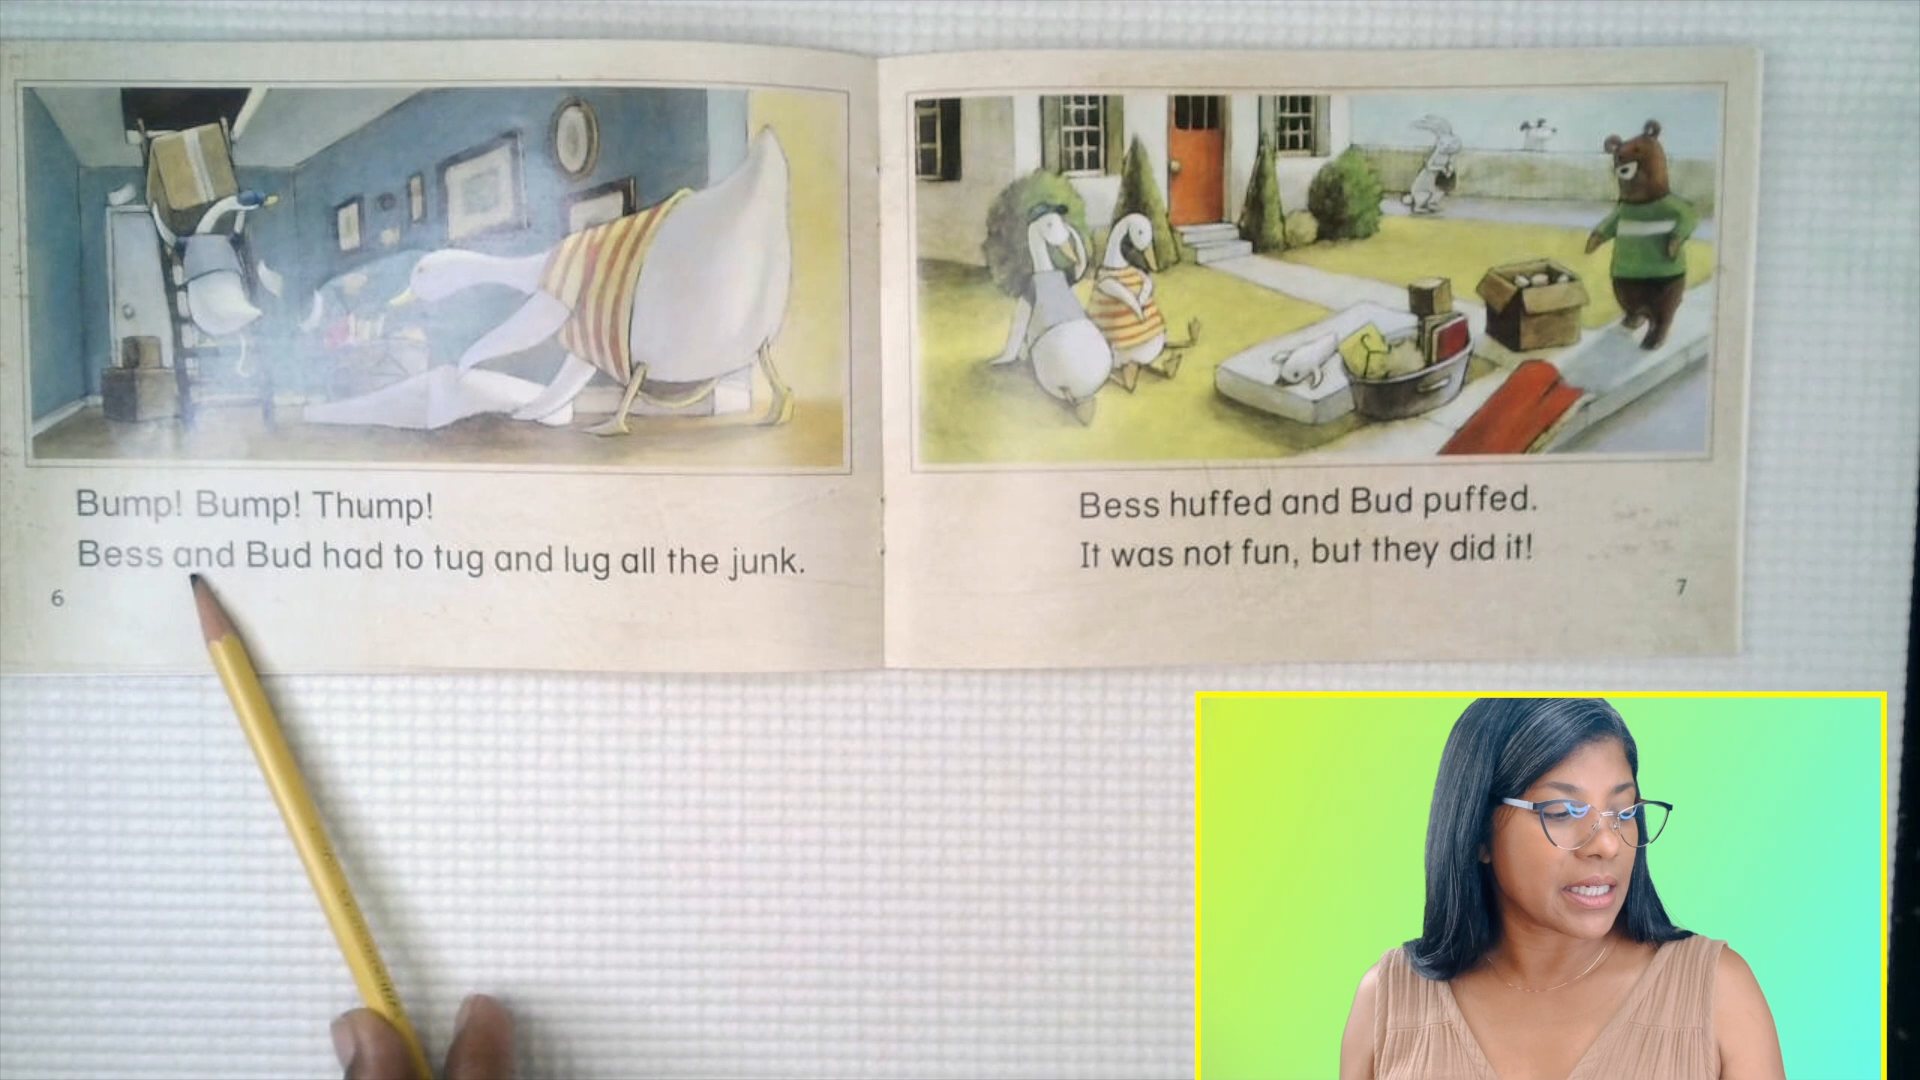 Bump! Bump! Thump!
Bess and Bud had to tug and lug all the junk.
6
Bess huffed and Bud puffed.
It was not fun, but they did it!
7